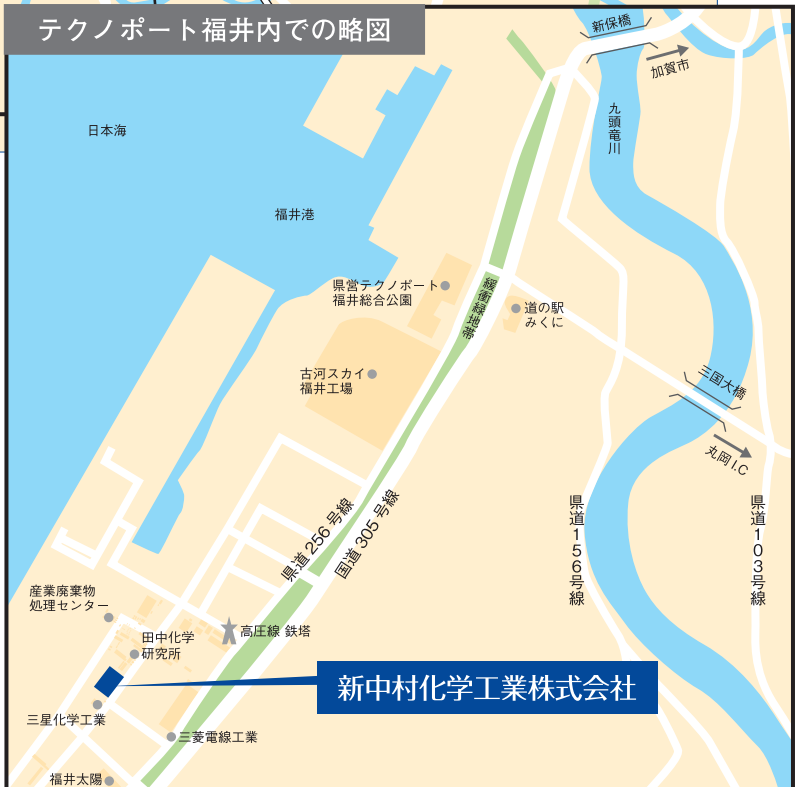 テクノポート福井内での略図
新保橋
加賀市
日本海
九頭竜川
福井港
県営テクノポート
福井総合公園
緩衝緑地帯
道の駅
みくに
古河スカイ
福井工場
三国大橋
丸岡I.C
県道256号線
国道305号線
県道156号線
県道103号線
産業廃棄物
処理センター
田中化学
研究所
高圧線 鉄塔
新中村化学工業株式会社
三星化学工業
三菱電線工業
福井太陽